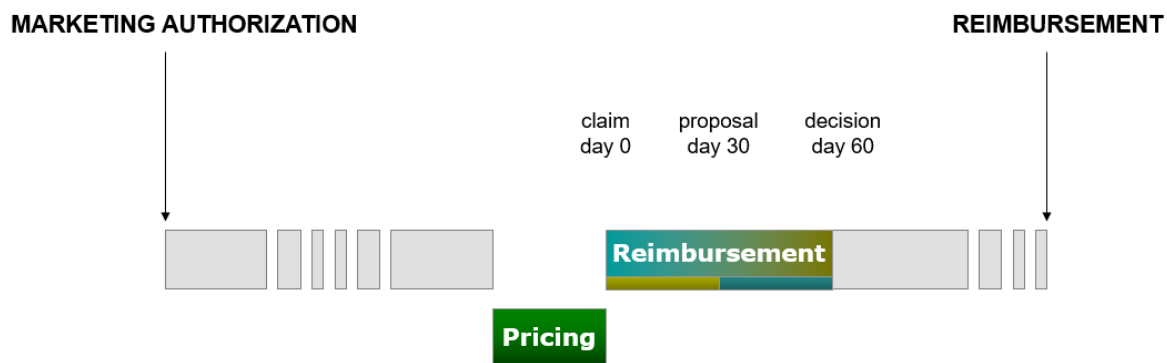 MARKETING AUTHORIZATION
REIMBURSEMENT
claim
day 0
proposal
day 30
decision
day 60
Reimbursement
Pricing